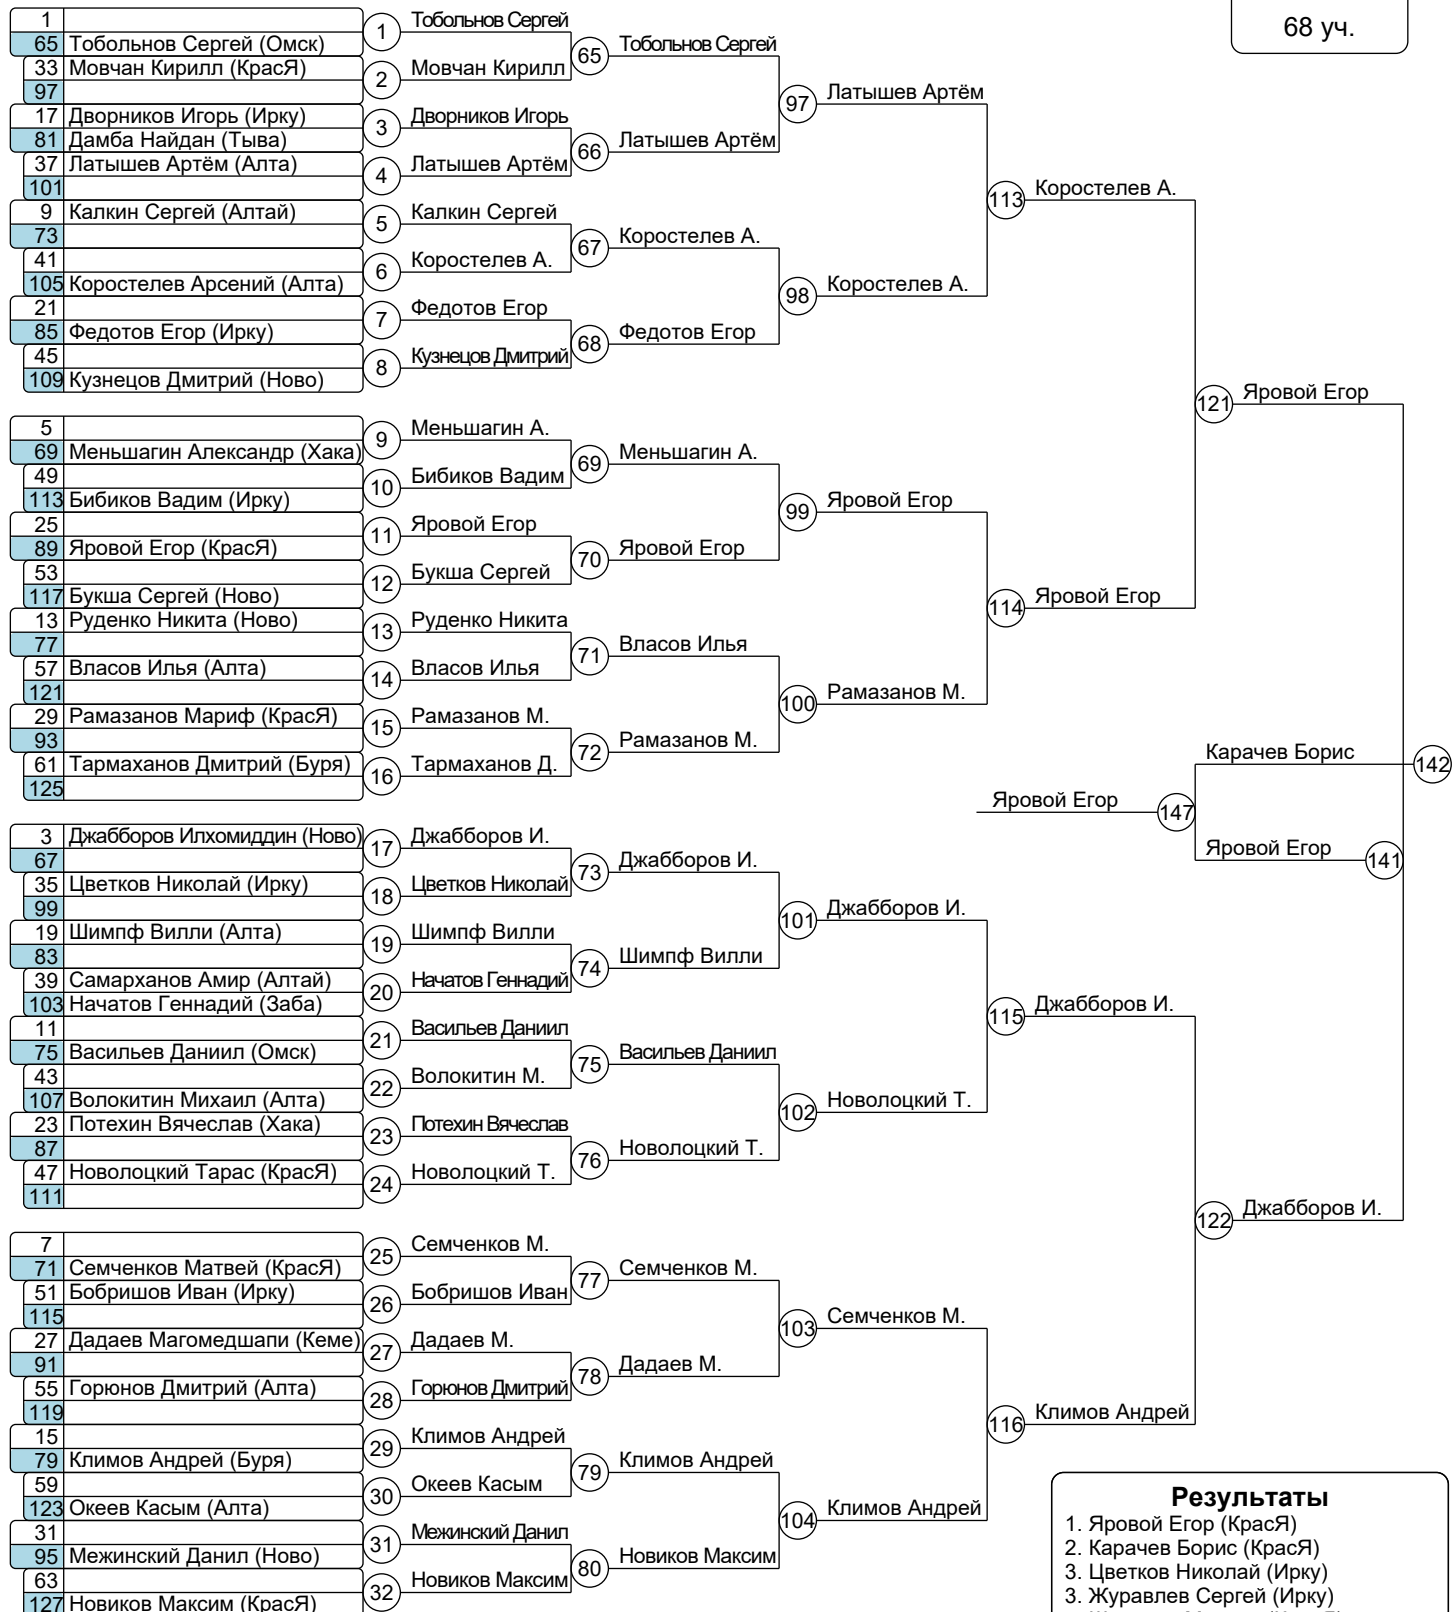 68 уч.
1
65 Тобольнов Сергей (Омск)
33 Мовчан Кирилл (КрасЯ)
97
17 Дворников Игорь (Ирку)
81 Дамба Найдан (Тыва)
37 Латышев Артём (Алта)
101
9 Калкин Сергей (Алтай)
73
41
105 Коростелев Арсений (Алта)
21
85 Федотов Егор (Ирку)
45
109 Кузнецов Дмитрий (Ново)
5
69 Меньшагин Александр (Хака)
49
113 Бибиков Вадим (Ирку)
25
89 Яровой Егор (КрасЯ)
53
117 Букша Сергей (Ново)
13 Руденко Никита (Ново)
77
57 Власов Илья (Алта)
121
29 Рамазанов Мариф (КрасЯ)
93
61 Тармаханов Дмитрий (Буря)
125
3 Джабборов Илхомиддин (Ново)
67
35 Цветков Николай (Ирку)
99
19 Шимпф Вилли (Алта)
83
39 Самарханов Амир (Алтай)
103 Начатов Геннадий (Заба)
11
75 Васильев Даниил (Омск)
43
107 Волокитин Михаил (Алта)
23 Потехин Вячеслав (Хака)
87
47 Новолоцкий Тарас (КрасЯ)
111
7
71 Семченков Матвей (КрасЯ)
51 Бобришов Иван (Ирку)
115
27 Дадаев Магомедшапи (Кеме)
91
55 Горюнов Дмитрий (Алта)
119
15
79 Климов Андрей (Буря)
59
123 Океев Касым (Алта)
31
95 Межинский Данил (Ново)
63
127 Новиков Максим (КрасЯ)
1 Тобольнов Сергей
2 Мовчан Кирилл
3 Дворников Игорь
4 Латышев Артём
5 Калкин Сергей
6 Коростелев А.
7 Федотов Егор
8 Кузнецов Дмитрий
9 Меньшагин А.
10 Бибиков Вадим
11 Яровой Егор
12 Букша Сергей
13 Руденко Никита
14 Власов Илья
15 Рамазанов М.
16 Тармаханов Д.
17 Джабборов И.
18 Цветков Николай
19 Шимпф Вилли
20 Начатов Геннадий
21 Васильев Даниил
22 Волокитин М.
23 Потехин Вячеслав
24 Новолоцкий Т.
25 Семченков М.
26 Бобришов Иван
27 Дадаев М.
28 Горюнов Дмитрий
29 Климов Андрей
30 Океев Касым
31 Межинский Данил
32 Новиков Максим
65 Тобольнов Сергей
66 Латышев Артём
67 Коростелев А.
68 Федотов Егор
69 Меньшагин А.
70 Яровой Егор
71 Власов Илья
72 Рамазанов М.
73 Джабборов И.
74 Шимпф Вилли
75 Васильев Даниил
76 Новолоцкий Т.
77 Семченков М.
78 Дадаев М.
79 Климов Андрей
80 Новиков Максим
97 Латышев Артём
98 Коростелев А.
99 Яровой Егор
100 Рамазанов М.
101 Джабборов И.
102 Новолоцкий Т.
103 Семченков М.
104 Климов Андрей
113 Коростелев А.
114 Яровой Егор
115 Джабборов И.
116 Климов Андрей
121 Яровой Егор
122 Джабборов И.
Карачев Борис 142
Яровой Егор 147
Яровой Егор 141
Результаты
1. Яровой Егор (КрасЯ)
2. Карачев Борис (КрасЯ)
3. Цветков Николай (Ирку)
3. Журавлев Сергей (Ирку)